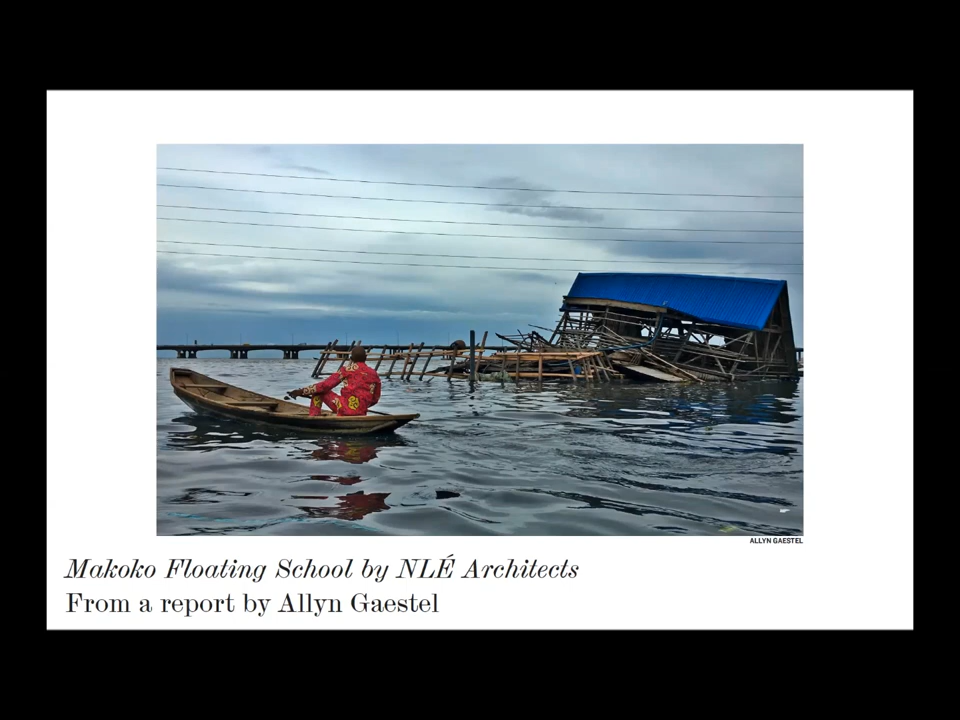 ALLYN GAESTEL
Makoko Floating School by NLÉ Architects
From a report by Allyn Gaestel